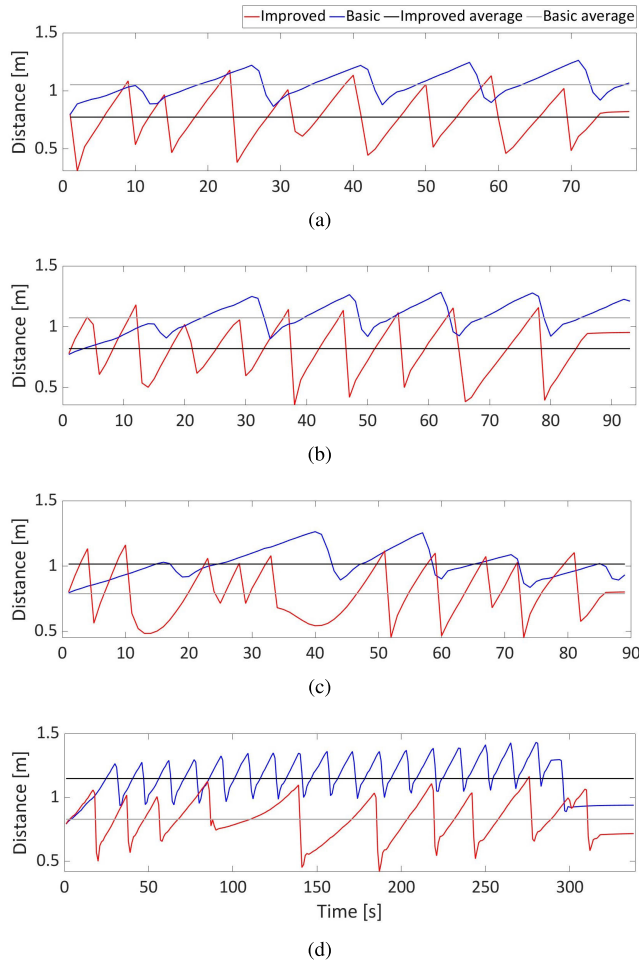 Improved Basic Improved average Basic average
Distance [m]
1.5
1
0.5
0 10 20 30 40 50 60 70
(a)
Distance [m]
1.5
1
0.5
0 10 20 30 40 50 60 70 80 90
(b)
Distance [m]
1.5
1
0.5
0 10 20 30 40 50 60 70 80 90
(c)
Distance [m]
1.5
1
0.5
0 50 100 150 200 250 300
Time [s]
(d)